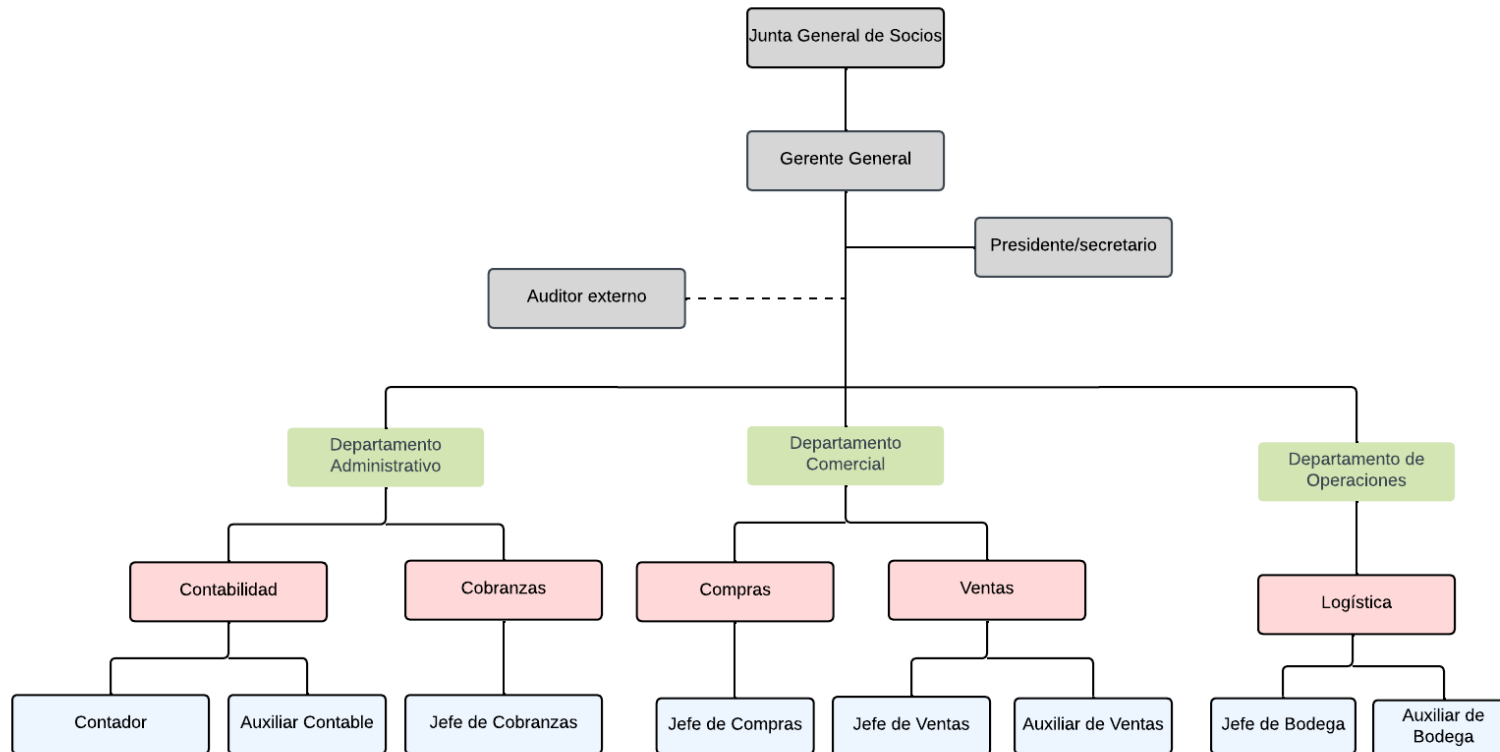 Junta General de Socios
Gerente General
Presidente/secretario
Auditor externo
Departamento
Administrativo
Departamento
Comercial
Departamento de
Operaciones
Contabilidad
Cobranzas
Compras
Ventas
Logística
Contador
Auxiliar Contable
Jefe de Cobranzas
Jefe de Compras
Jefe de Ventas
Auxiliar de Ventas
Jefe de Bodega
Auxiliar de
Bodega